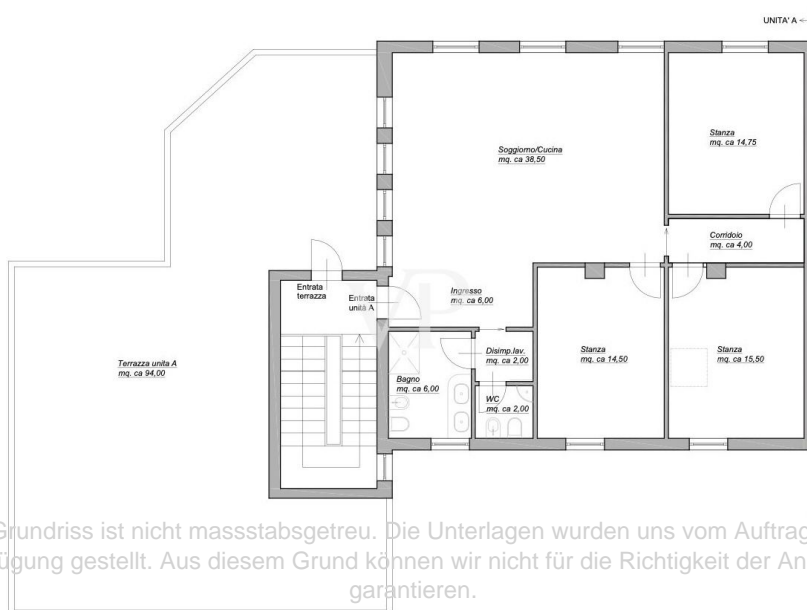 UNITA' A
Stanza
mq. ca 14,75
Soggiorno/Cucina
mq. ca 38,50
Corridoio
mq. ca 4,00
Entrata
terrazza
Entrata
unità A
Ingresso
mq. ca 6,00
Terrazza unita A
mq. ca 94,00
Bagno
mq. ca 6,00
Disimp.lav.
mq. ca 2,00
WC
mq. ca 2,00
Stanza
mq. ca 14,50
Stanza
mq. ca 15,50
VP
Grundriss ist nicht massstabsgetreu. Die Unterlagen wurden uns vom Auftrag
ügung gestellt. Aus diesem Grund können wir nicht für die Richtigkeit der An
garantieren.